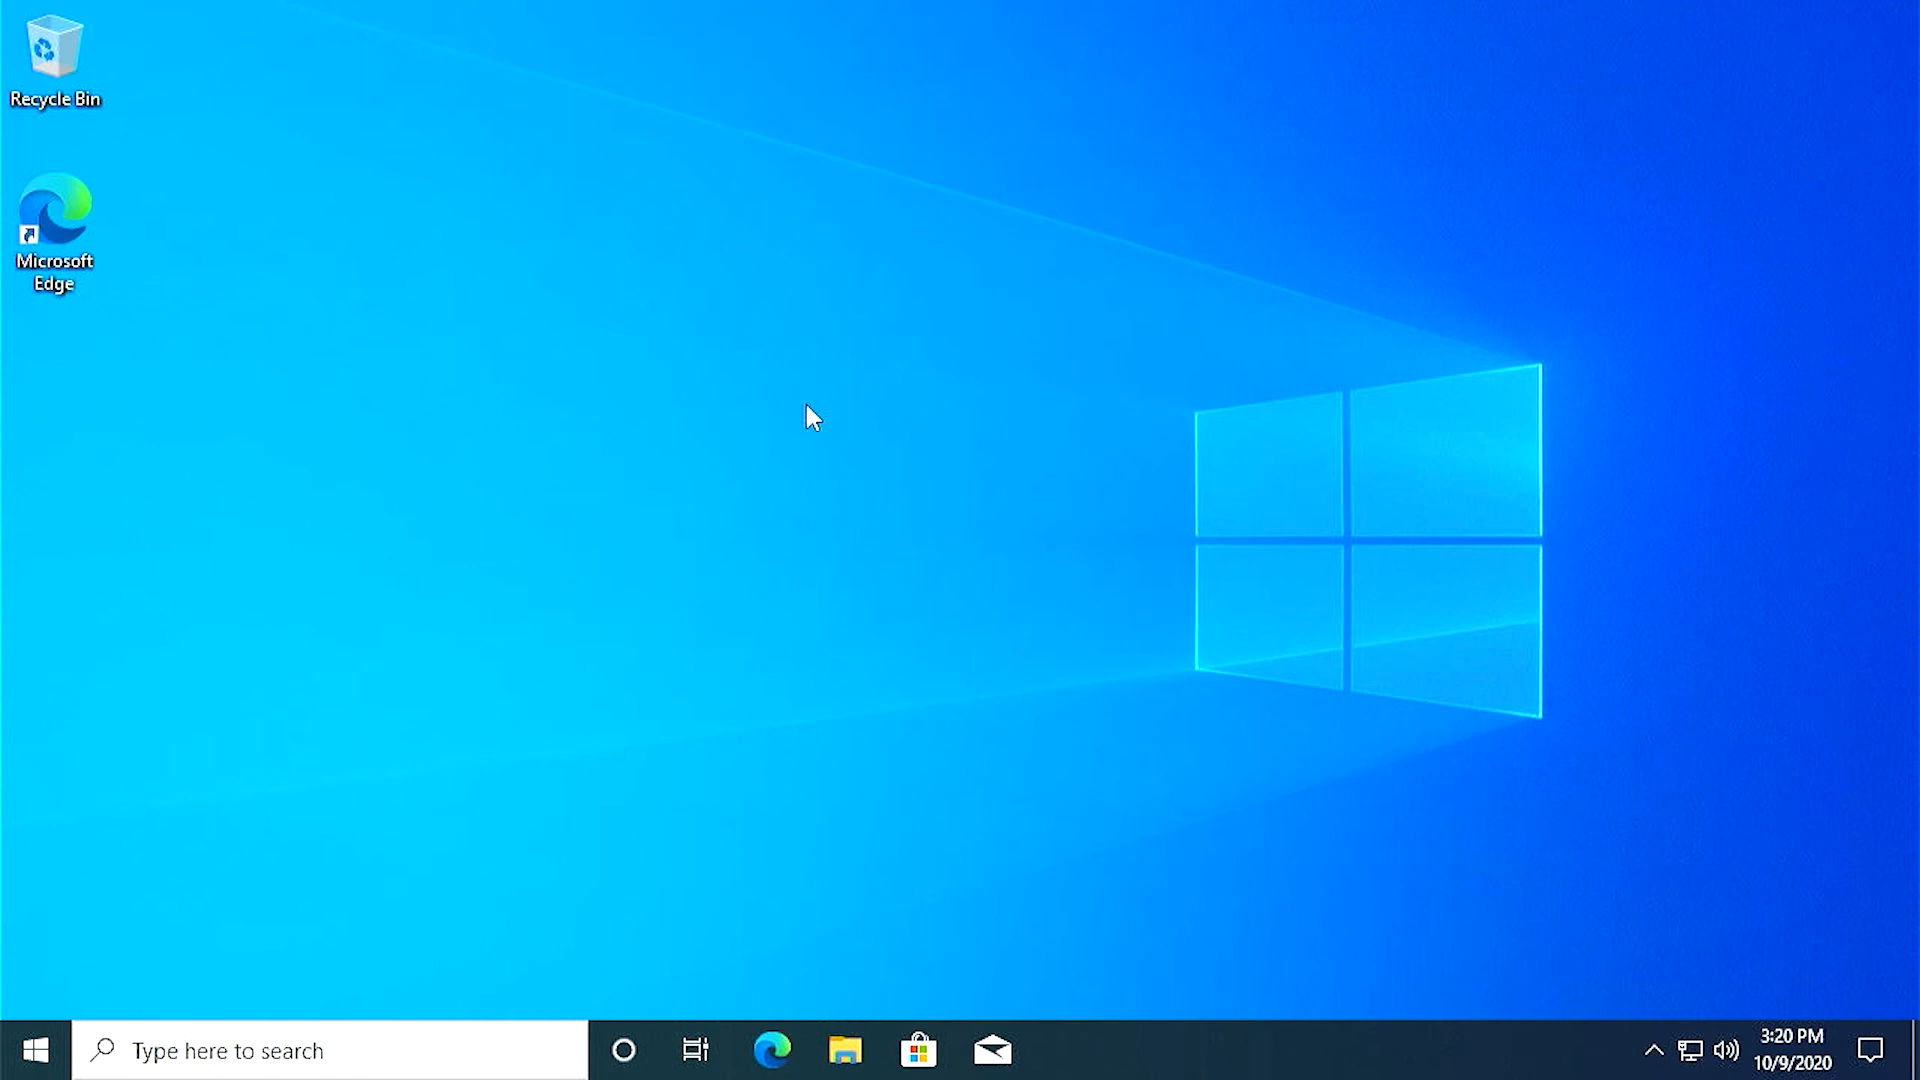 Recycle Bin
Microsoft
Edge
Type here to search
3:20 PM
10/9/2020